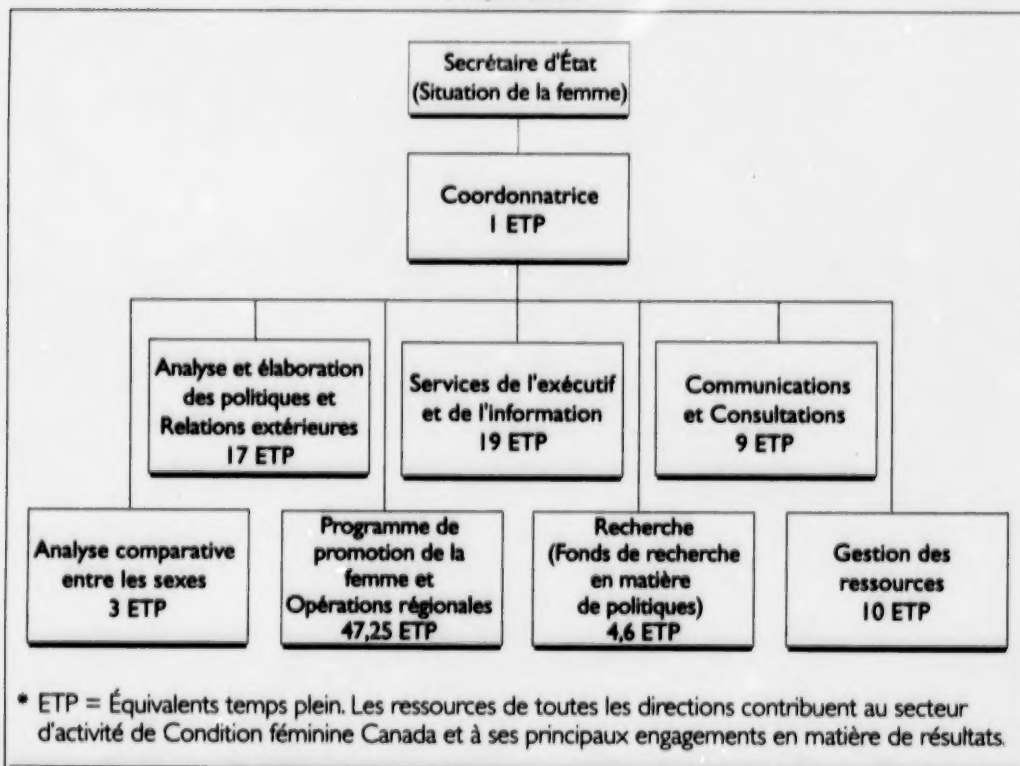 Secrétaire d'État
(Situation de la femme)
Coordonnatrice
1 ETP
Analyse et élaboration
des politiques et
Relations extérieures
17 ETP
Services de l'exécutif
et de l'information
19 ETP
Communications
et Consultations
9 ETP
Analyse comparative
entre les sexes
3 ETP
Programme de
promotion de la
femme et
Opérations régionales
47,25 ETP
Recherche
(Fonds de recherche
en matière
de politiques)
4,6 ETP
Gestion des
ressources
10 ETP
* ETP = Équivalents temps plein. Les ressources de toutes les directions contribuent au secteur
d'activité de Condition féminine Canada et à ses principaux engagements en matière de résultats.